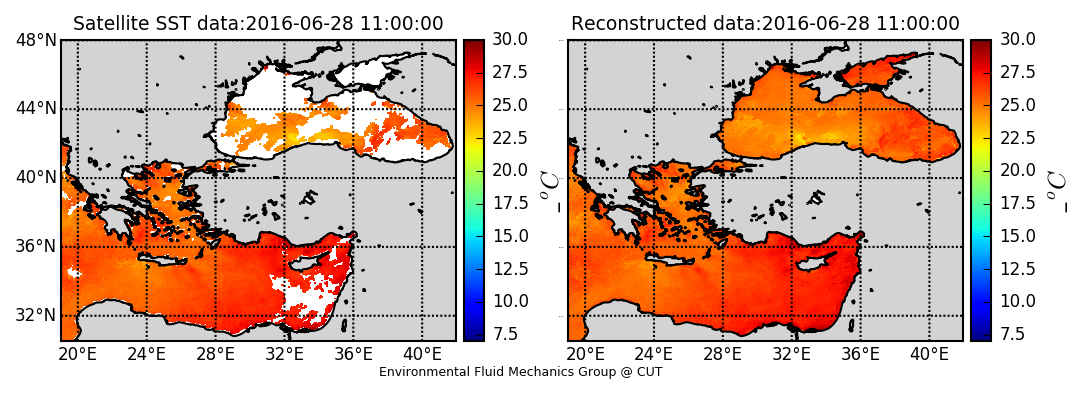 Satellite SST data:2016-06-28 11:00:00
48°N
44°N
40°N
36°N
32°N
20°E 24°E 28°E 32°E 36°E 40°E
30.0
27.5
25.0
22.5
20.0
17.5
15.0
12.5
10.0
7.5
_ °C
Reconstructed data:2016-06-28 11:00:00
20°E 24°E 28°E 32°E 36°E 40°E
30.0
27.5
25.0
22.5
20.0
17.5
15.0
12.5
10.0
7.5
_ °C
Environmental Fluid Mechanics Group @ CUT